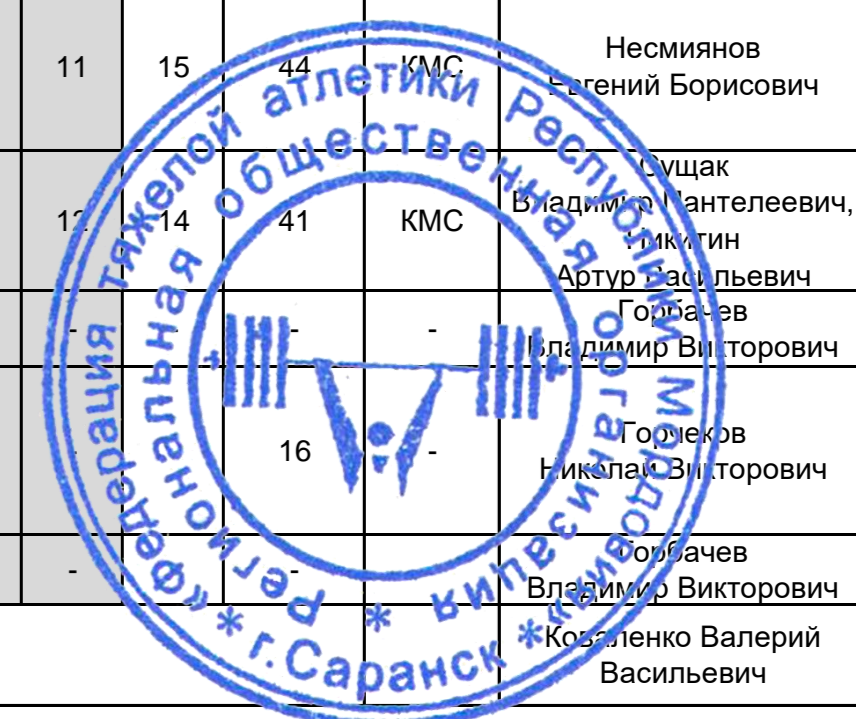 11 15 44 КМС Несмиянов
Евгений Борисович
12 14 41 КМС Сущак
Владимир Пантелеевич,
Никитин
Артур Васильевич
- - - - Горбачев
Владимир Викторович
- 16 - Горчеков
Николай Викторович
- - Горбачев
Владимир Викторович
Коваленко Валерий
Васильевич
«Федерация тяжелой атлетики Республики Мордовия»
* г.Саранск *
Региональная общественная организация *